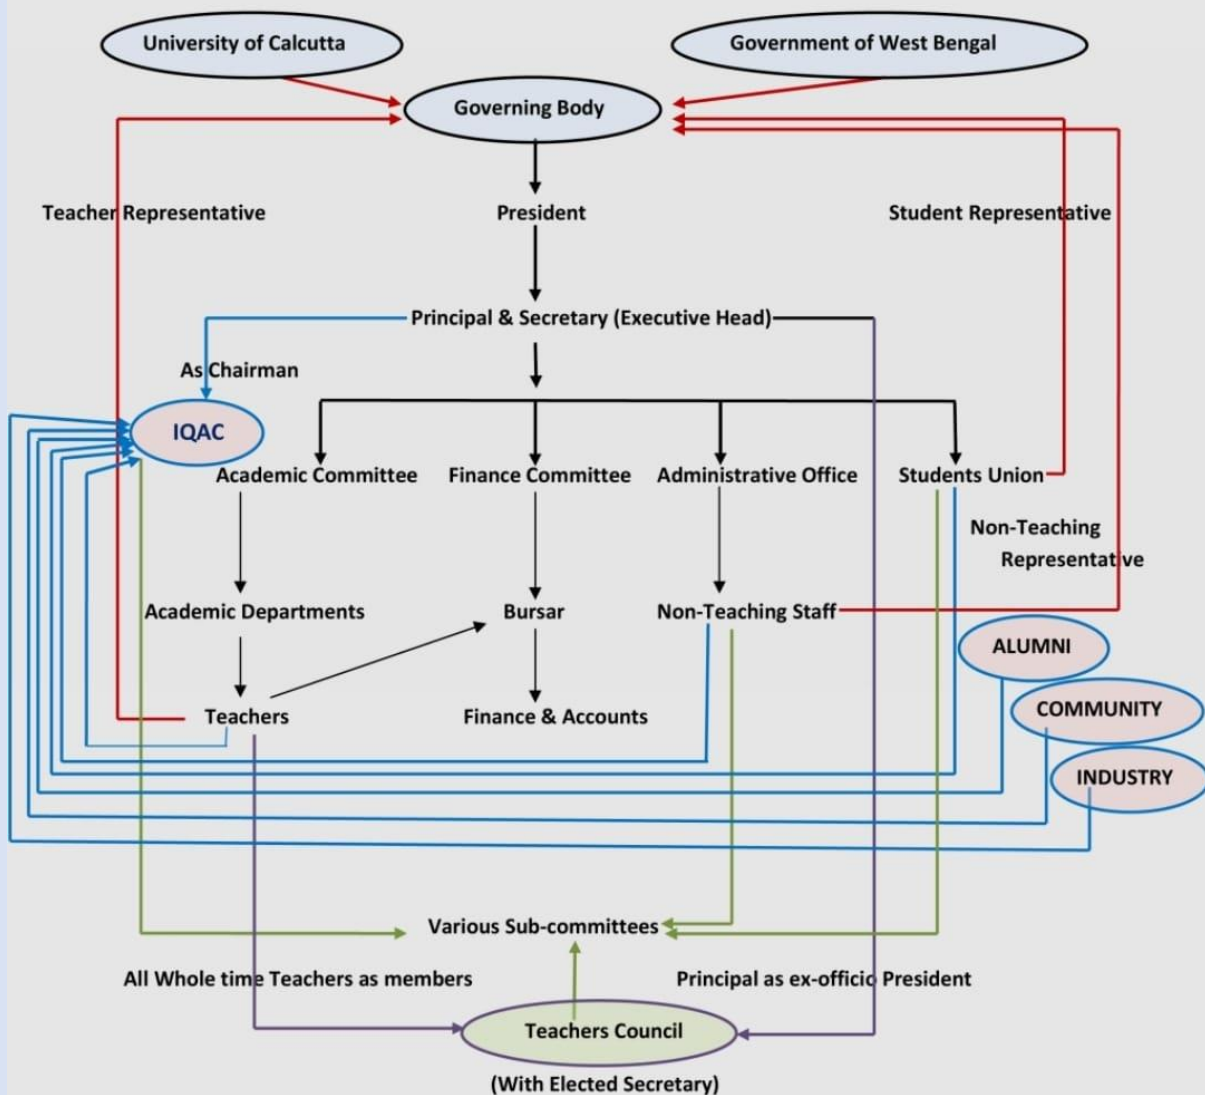 University of Calcutta
Government of West Bengal
Governing Body
Teacher Representative
President
Student Representative
Principal & Secretary (Executive Head)
As Chairman
IQAC
Academic Committee
Finance Committee
Administrative Office
Students Union
Non-Teaching
Representative
Academic Departments
Bursar
Non-Teaching Staff
ALUMNI
COMMUNITY
Teachers
Finance & Accounts
INDUSTRY
Various Sub-committees
All Whole time Teachers as members
Principal as ex-officio President
Teachers Council
(With Elected Secretary)